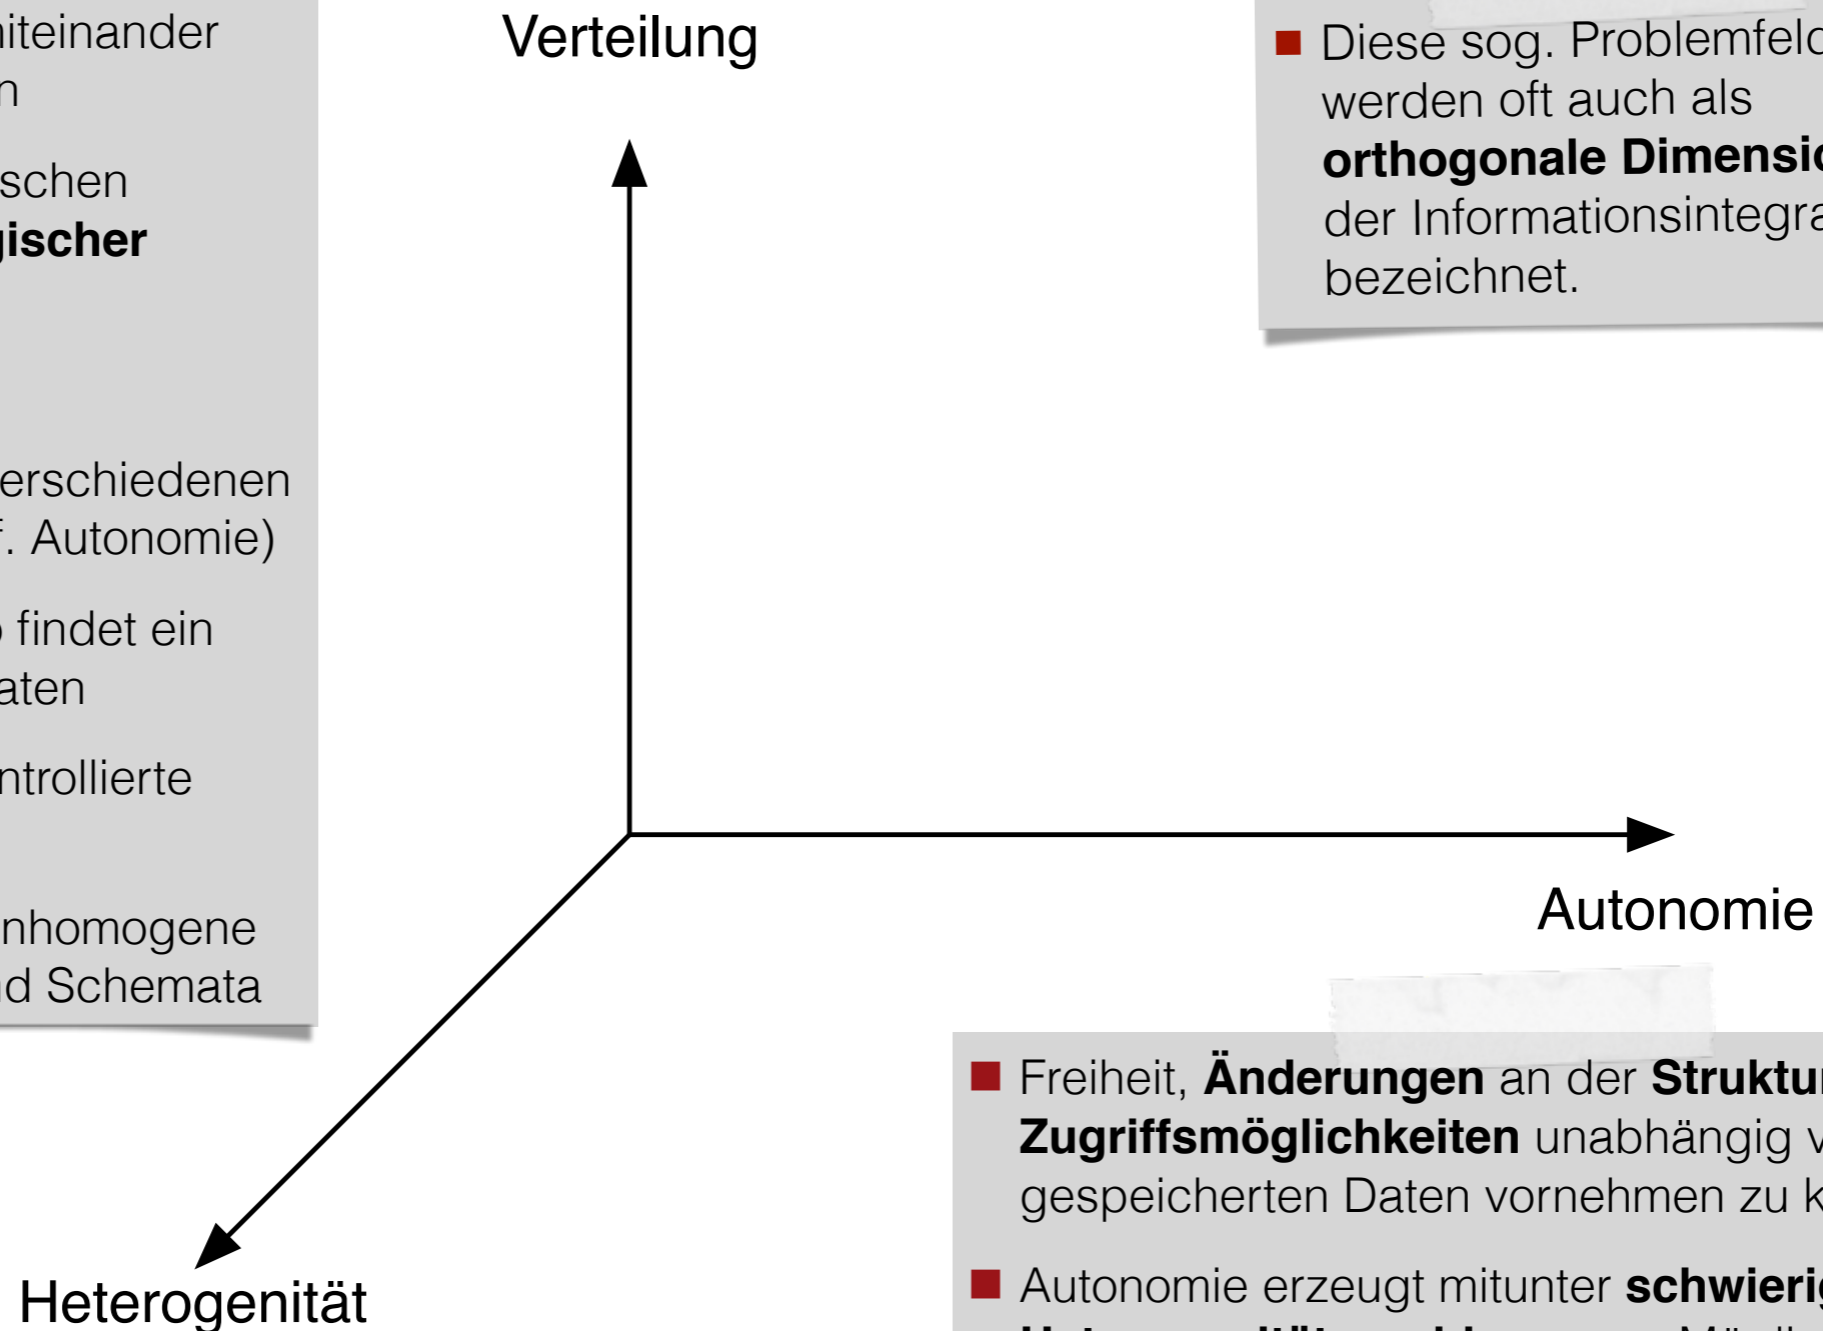 miteinander
n
schen
gischer
erschiedenen
f. Autonomie)
findet ein
aten
ntrollierte
nhomogene
nd Schemata
Verteilung
■ Diese sog. Problemfeld
werden oft auch als
orthogonale Dimensio
der Informationsintegra
bezeichnet.
Autonomie
■ Freiheit, Änderungen an der Struktur
Zugriffsmöglichkeiten unabhängig v
gespeicherten Daten vornehmen zu k
■ Autonomie erzeugt mitunter schwierig
Heterogenität